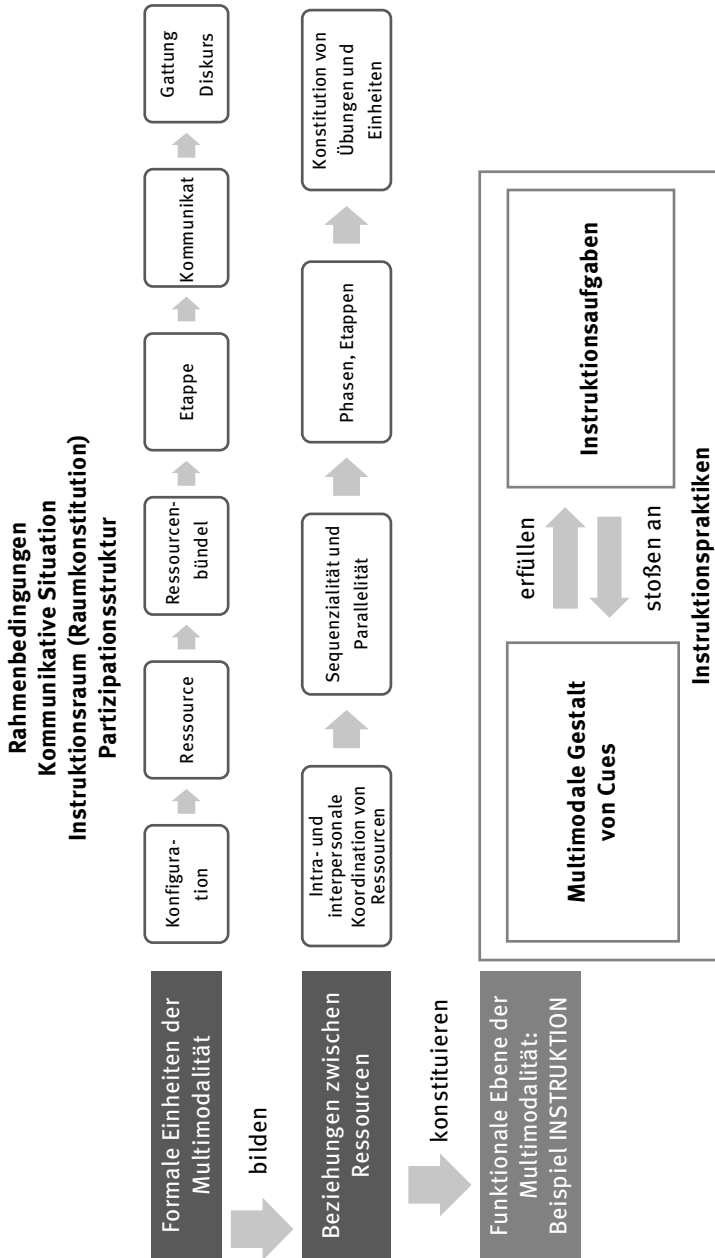 Rahmenbedingungen
Kommunikative Situation
Instruktionsraum (Raumkonstitution)
Partizipationsstruktur
Formale Einheiten der
Multimodalität
Konfigura-
tion
Ressource
Ressourcen-
bündel
Etappe
Kommunikat
Gattung
Diskurs
bilden
Beziehungen zwischen
Ressourcen
Intra- und
interpersonale
Koordination von
Ressourcen
Sequenzialität und
Parallelität
Phasen, Etappen
Konstitution von
Übungen und
Einheiten
konstituieren
Funktionale Ebene der
Multimodalität:
Beispiel INSTRUKTION
Multimodale Gestalt
von Cues
erfüllen
stoßen an
Instruktionsaufgaben
Instruktionspraktiken